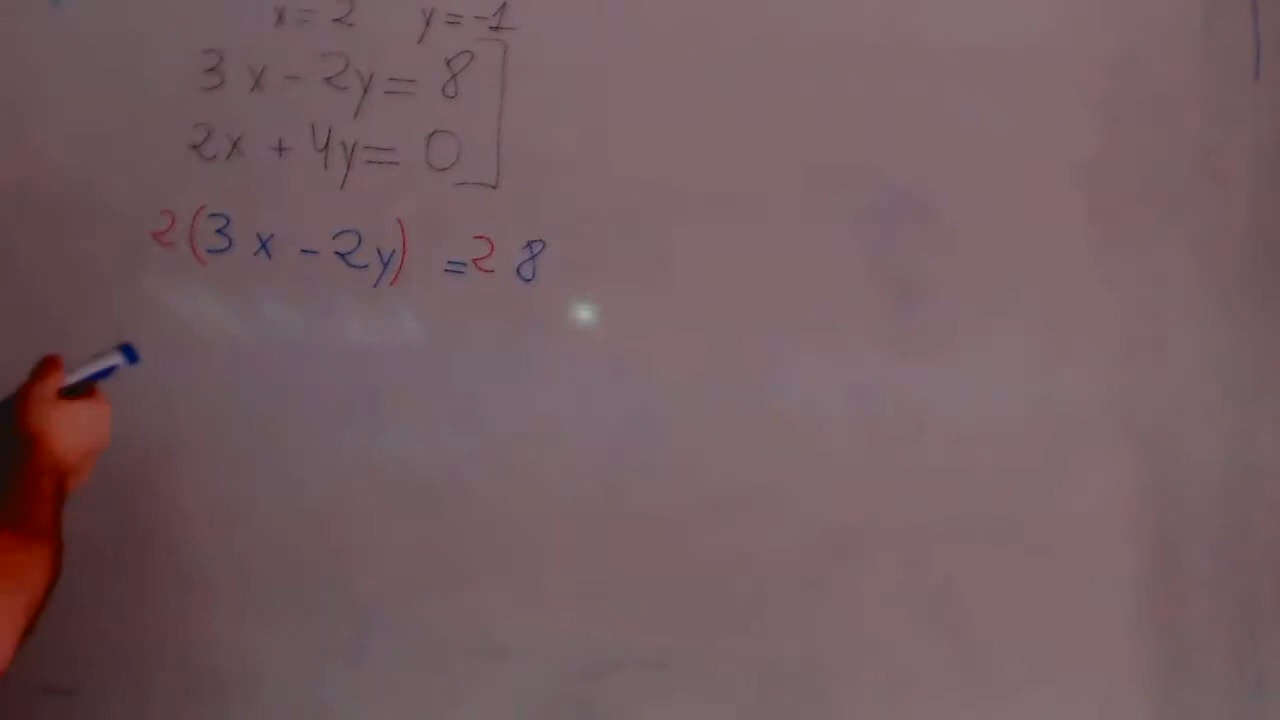 x = 2 y = -1
3x - 2y = 8
2x + 4y = 0
2(3x - 2y) = 2 8